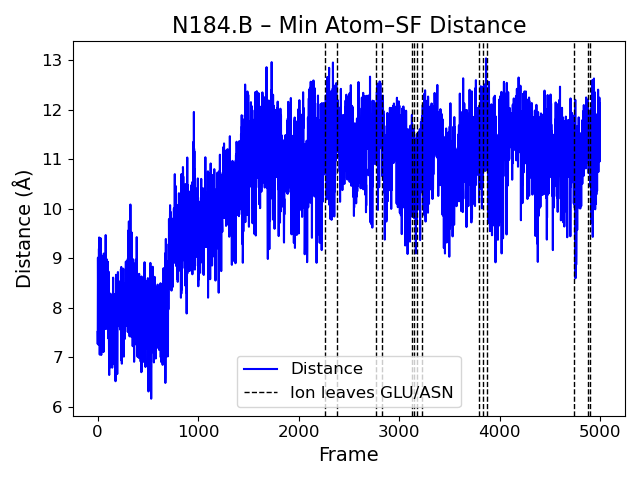 N184.B – Min Atom–SF Distance
13
12
11
10
9
8
7
6
Distance (Å)
Distance
Ion leaves GLU/ASN
0 1000 2000 3000 4000 5000
Frame